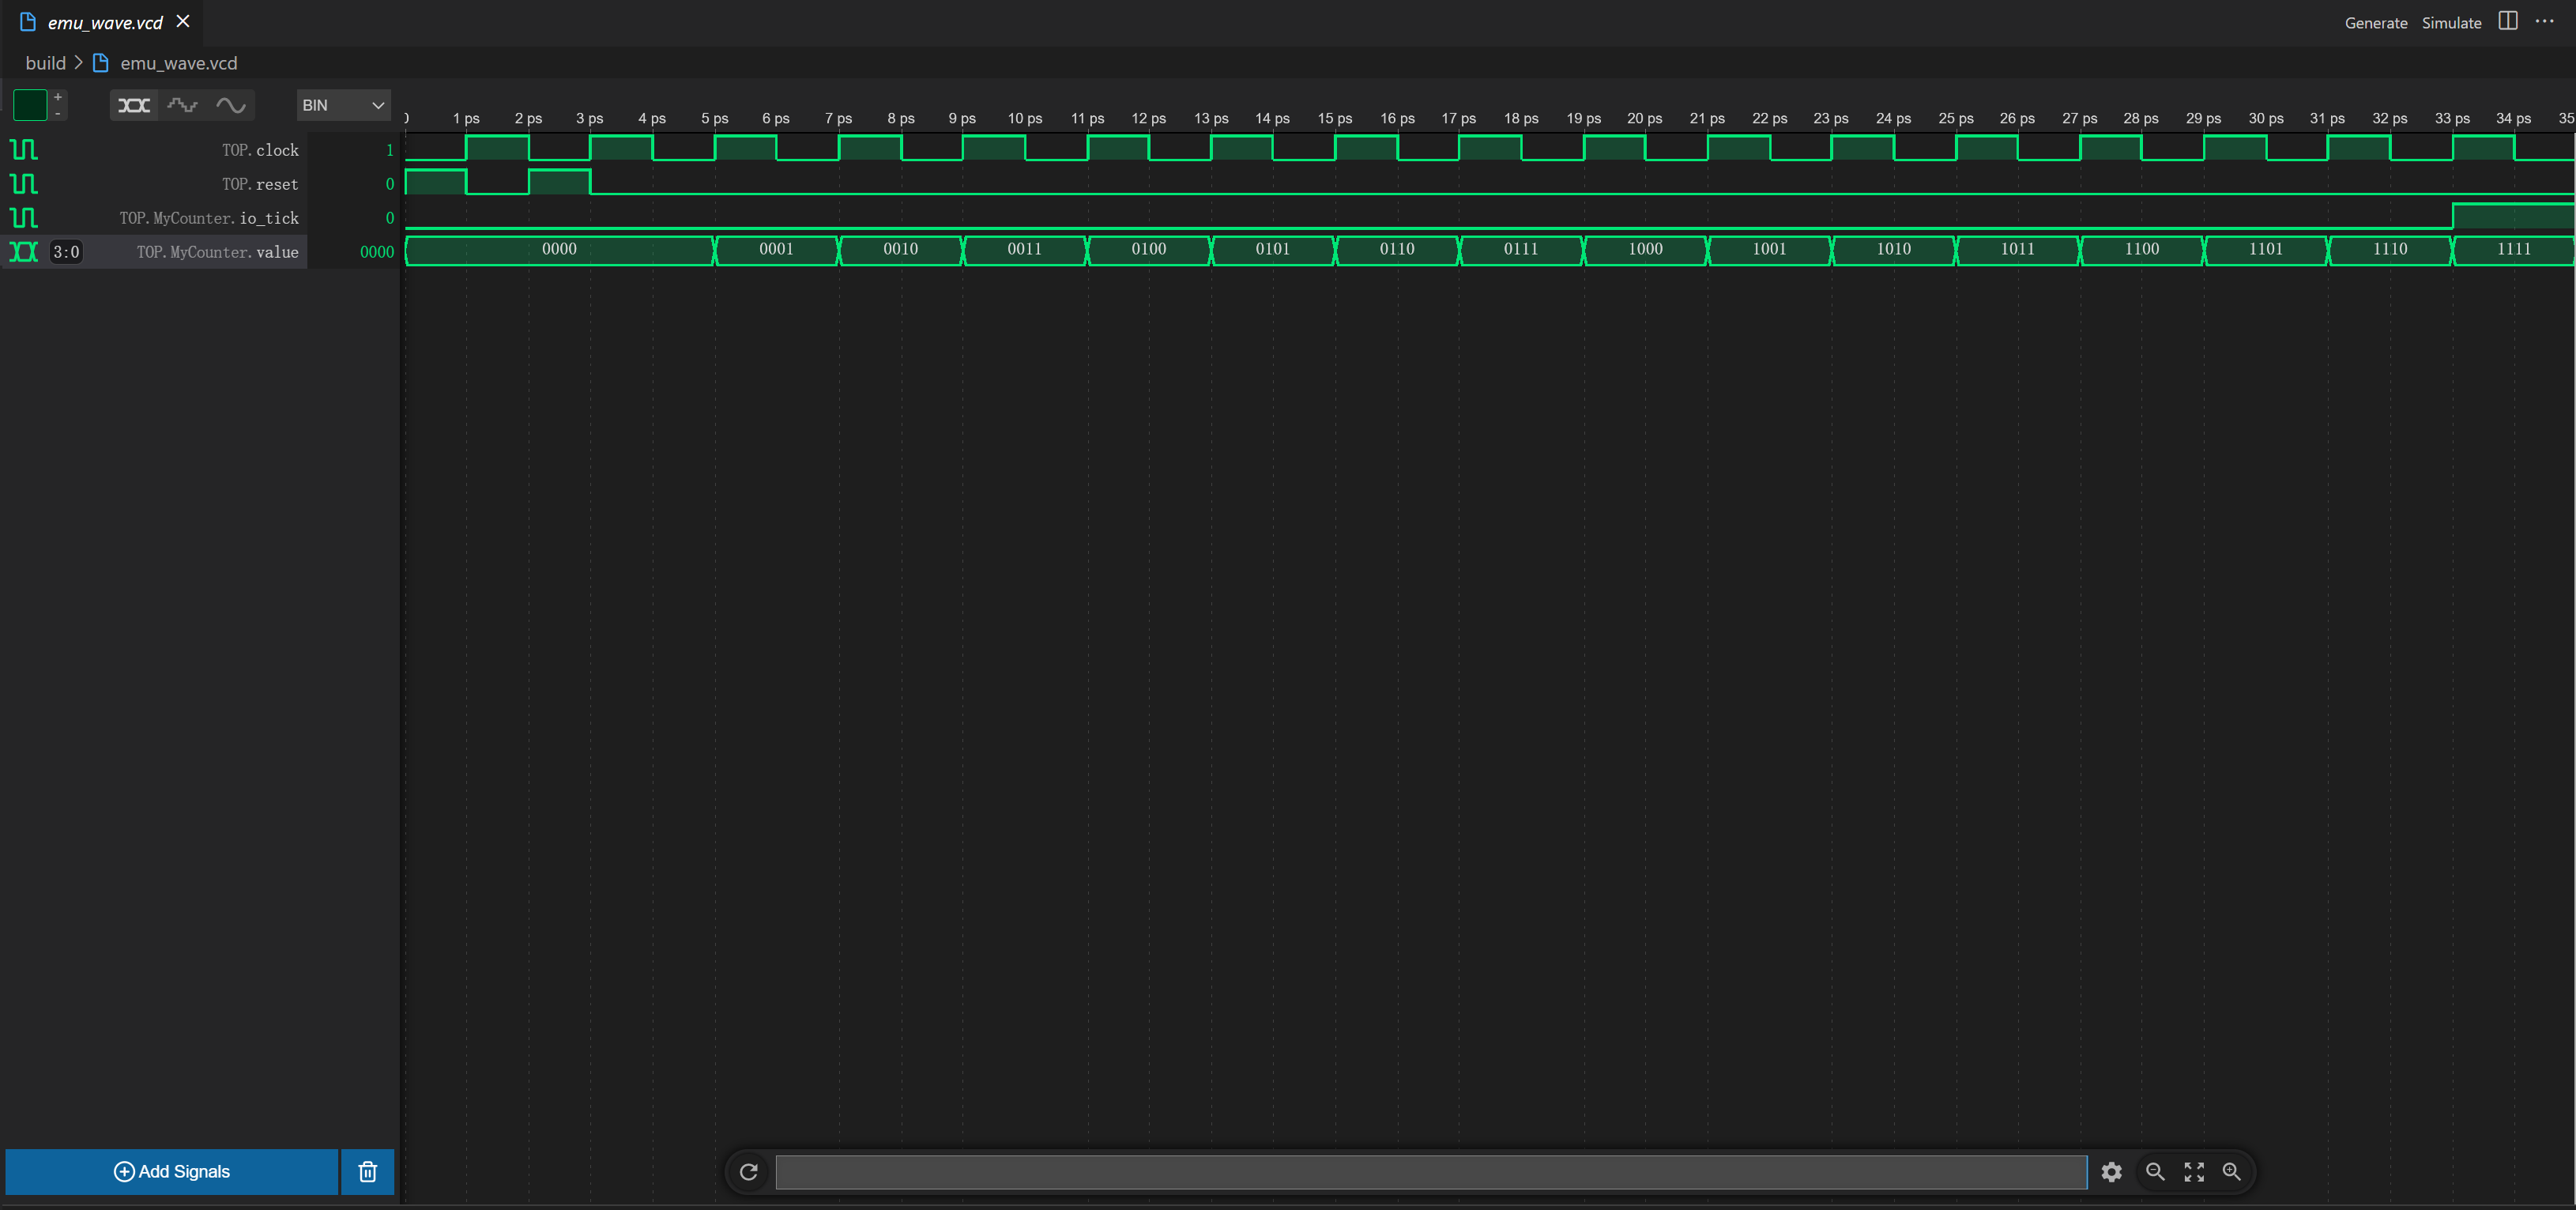 emu_wave.vcd
Generate Simulate
build > emu_wave.vcd
+
-
BIN
0 1 ps 2 ps 3 ps 4 ps 5 ps 6 ps 7 ps 8 ps 9 ps 10 ps 11 ps 12 ps 13 ps 14 ps 15 ps 16 ps 17 ps 18 ps 19 ps 20 ps 21 ps 22 ps 23 ps 24 ps 25 ps 26 ps 27 ps 28 ps 29 ps 30 ps 31 ps 32 ps 33 ps 34 ps 35
TOP.clock 1
TOP.reset 0
TOP.MyCounter.io_tick 0
3:0 TOP.MyCounter.value 0000 0000 0001 0010 0011 0100 0101 0110 0111 1000 1001 1010 1011 1100 1101 1110 1111
Add Signals